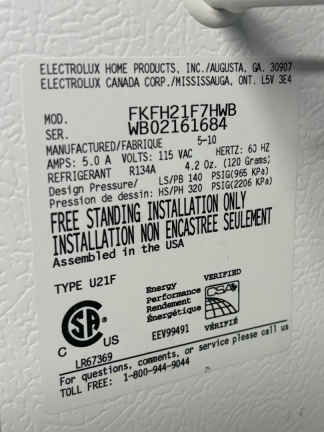 ELECTROLUX HOME PRODUCTS, INC./AUGUSTA, GA. 30907
ELECTROLUX CANADA CORP./MISSISSAUGA, ONT. L5V 3E4
MOD. FKFH21F7HWB
SER. WB02161684
MANUFACTURED/FABRIQUE 5-10
AMPS: 5.0 A VOLTS: 115 VAC HERTZ: 60 HZ
REFRIGERANT R134A 4.2 Oz. (120 Grams)
Design Pressure/ LS/PB 140 PSIG(965 KPa)
Pression de dessin: HS/PH 320 PSIG(2206 KPa)
FREE STANDING INSTALLATION ONLY
INSTALLATION NON ENCASTREE SEULEMENT
Assembled in the USA
TYPE U21F
Energy
Performance
Rendement
Énergétique
EEV99491
VERIFIED
CSA
VÉRIFIÉ
SA
C US
LR67369
For questions, comments, or service please call us
TOLL FREE: 1-800-944-9044